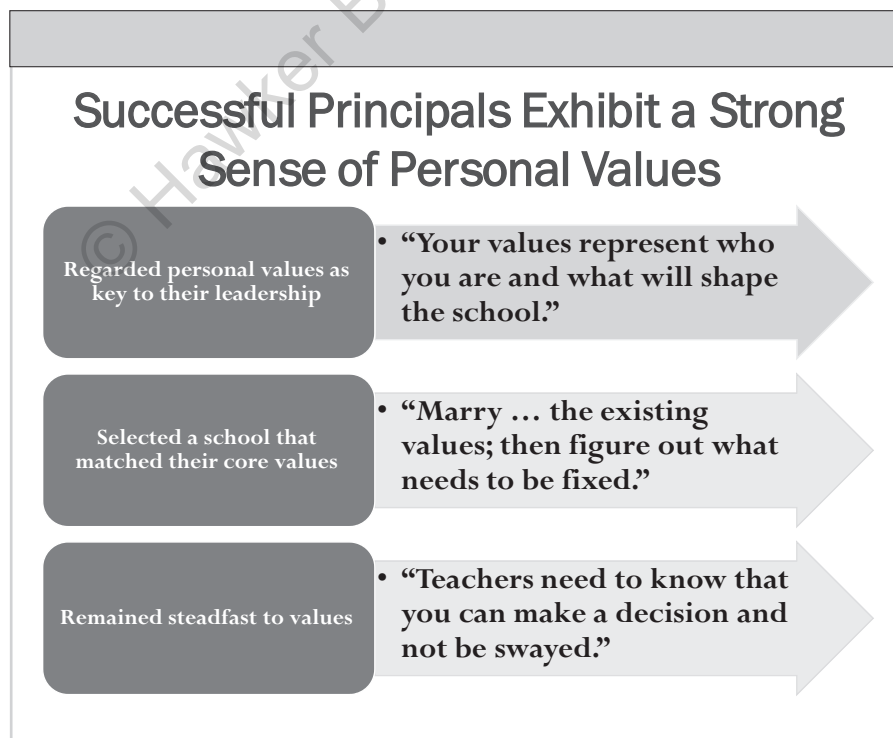 Successful Principals Exhibit a Strong
Sense of Personal Values
Regarded personal values as
key to their leadership
• “Your values represent who
you are and what will shape
the school.”
Selected a school that
matched their core values
• “Marry … the existing
values; then figure out what
needs to be fixed.”
Remained steadfast to values
• “Teachers need to know that
you can make a decision and
not be swayed.”
© Hawker B